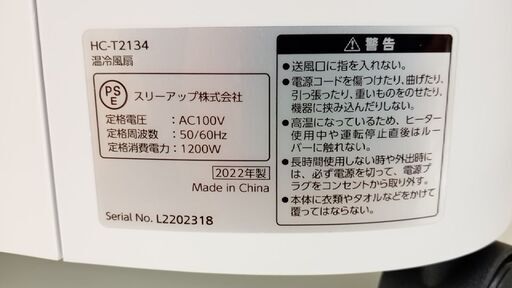 HC-T2134
温冷風扇
PS
E
スリーアップ株式会社
定格電圧：AC100V
定格周波数：50/60Hz
定格消費電力：1200W
2022年製
Made in China
Serial No. L2202318
警告
●送風口に指を入れない。
●電源コードを傷つけたり、曲げたり、
引っ張ったり、重いものをのせたり、
機器に挟み込んだりしない。
●高温になっているため、ヒーター
使用中や運転停止直後はルー
バーに触れない。
●長時間使用しない時や外出時に
は、必ず電源を切って、電源プ
ラグをコンセントから取り外す。
●本体に衣類やタオルなどをかけて
覆ってはならない。